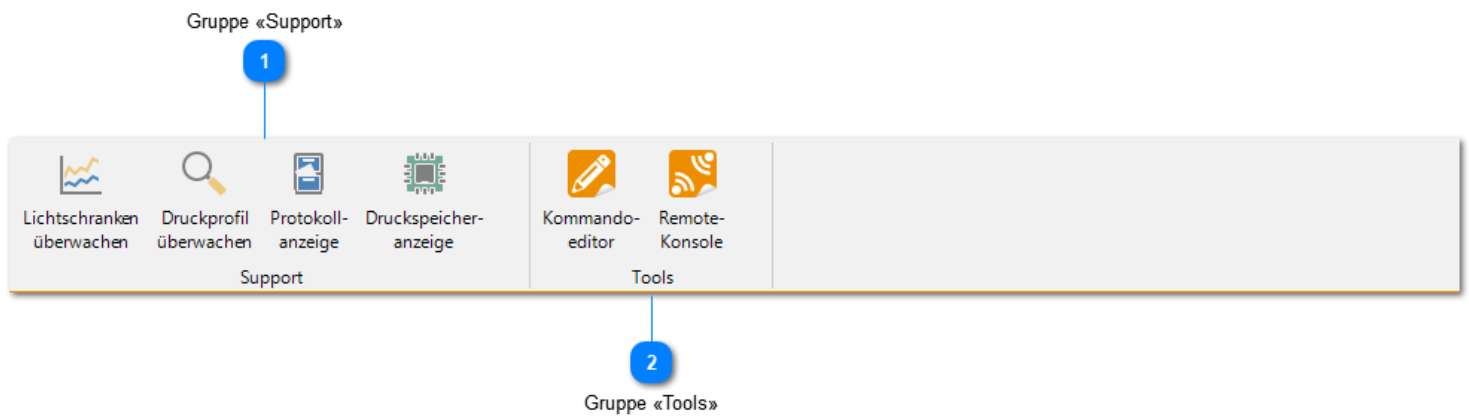 Gruppe «Support»
1
Lichtschranken Druckprofil Protokoll- Druckspeicher- Kommando- Remote-
überwachen überwachen anzeige anzeige editor Konsole
Support Tools
2
Gruppe «Tools»